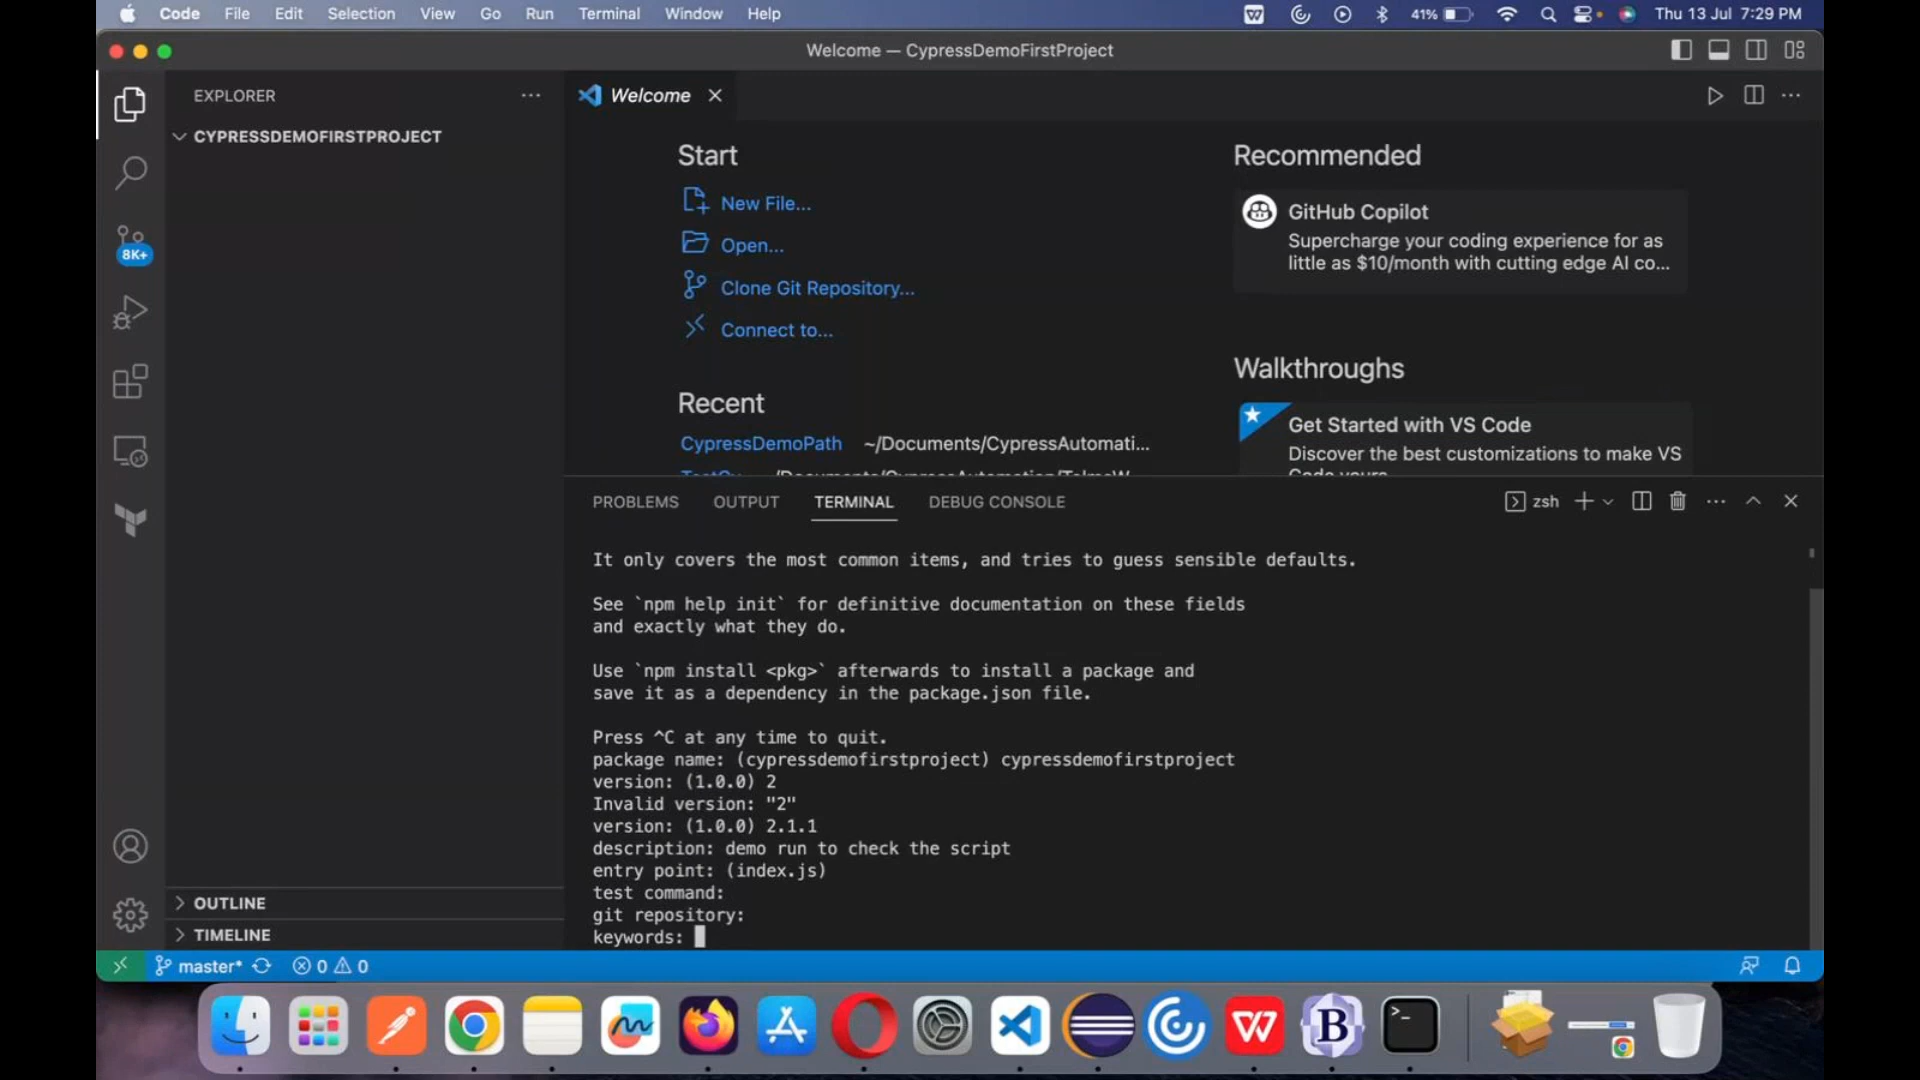 Code File Edit Selection View Go Run Terminal Window Help 41% Thu 13 Jul 7:29 PM
Welcome — CypressDemoFirstProject
EXPLORER
Welcome
CYPRESSDEMOFIRSTPROJECT
8K+
Start
New File...
Open...
Clone Git Repository...
Connect to...
Recent
CypressDemoPath ~/Documents/CypressAutomati...
Recommended
GitHub Copilot
Supercharge your coding experience for as
little as $10/month with cutting edge AI co...
Walkthroughs
Get Started with VS Code
Discover the best customizations to make VS
Code yours.
PROBLEMS OUTPUT TERMINAL DEBUG CONSOLE zsh
It only covers the most common items, and tries to guess sensible defaults.
See `npm help init` for definitive documentation on these fields
and exactly what they do.
Use `npm install <pkg>` afterwards to install a package and
save it as a dependency in the package.json file.
Press ^C at any time to quit.
package name: (cypressdemofirstproject) cypressdemofirstproject
version: (1.0.0) 2
Invalid version: "2"
version: (1.0.0) 2.1.1
description: demo run to check the script
entry point: (index.js)
test command:
git repository:
keywords:
OUTLINE
TIMELINE
master* 0 0
W
B